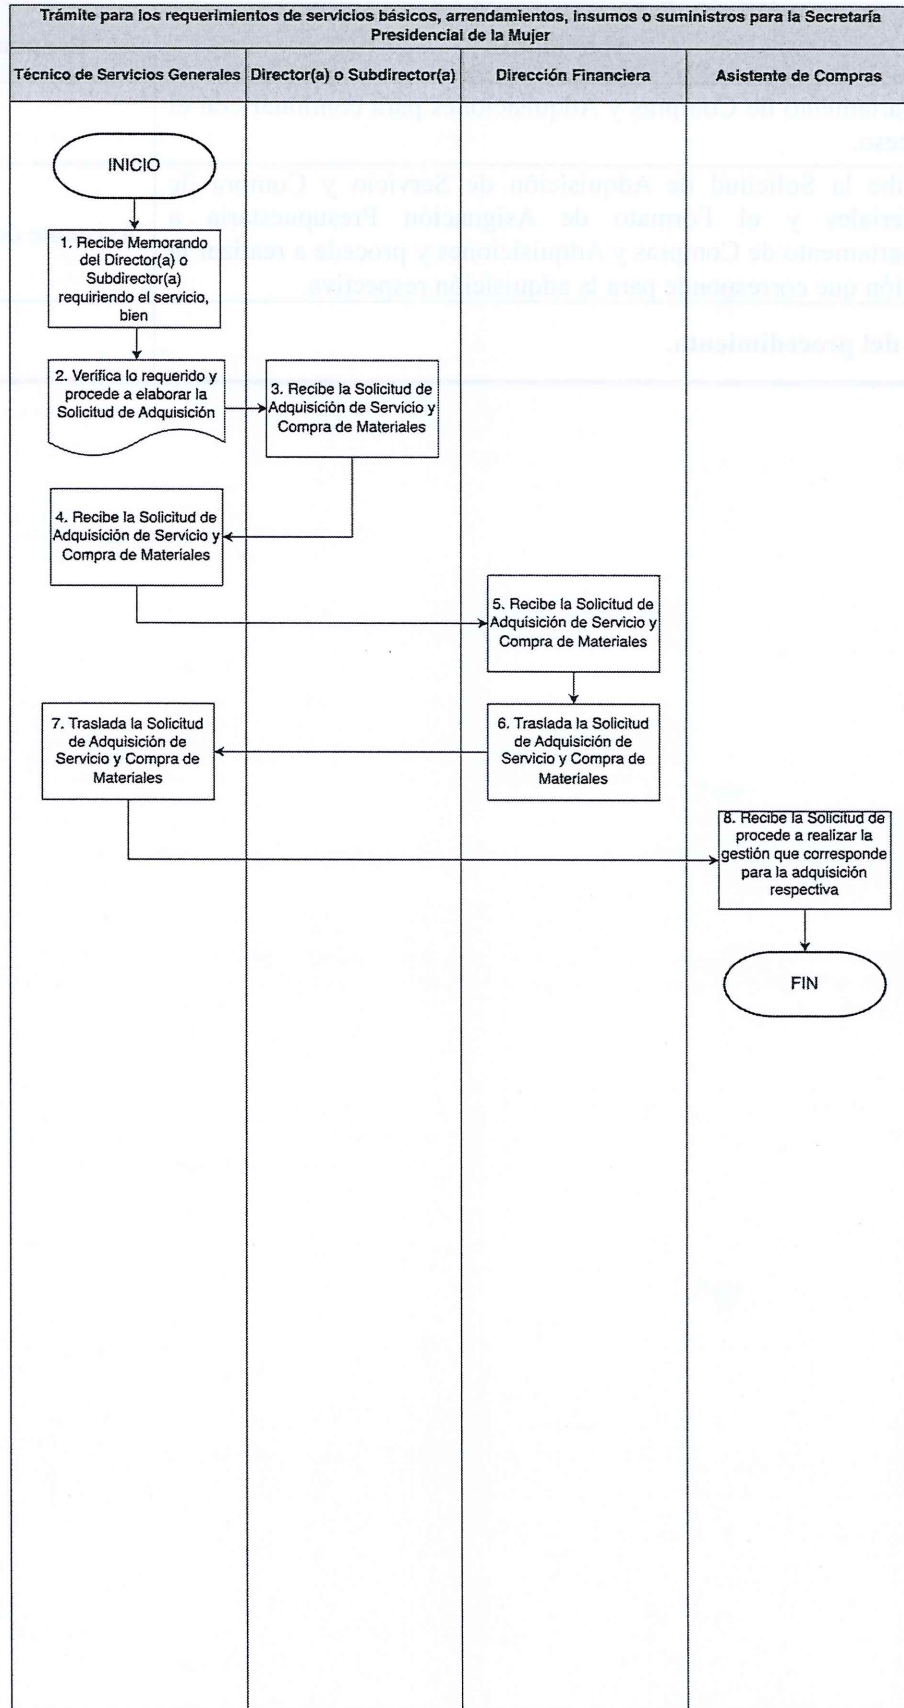 Trámite para los requerimientos de servicios básicos, arrendamientos, insumos o suministros para la Secretaría
Presidencial de la Mujer
Técnico de Servicios Generales
Director(a) o Subdirector(a)
Dirección Financiera
Asistente de Compras
INICIO
1. Recibe Memorando
del Director(a) o
Subdirector(a)
requiriendo el servicio,
bien
2. Verifica lo requerido y
procede a elaborar la
Solicitud de Adquisición
3. Recibe la Solicitud de
Adquisición de Servicio y
Compra de Materiales
4. Recibe la Solicitud de
Adquisición de Servicio y
Compra de Materiales
5. Recibe la Solicitud de
Adquisición de Servicio y
Compra de Materiales
6. Traslada la Solicitud
de Adquisición de
Servicio y Compra de
Materiales
7. Traslada la Solicitud
de Adquisición de
Servicio y Compra de
Materiales
8. Recibe la Solicitud de
procede a realizar la
gestión que corresponde
para la adquisición
respectiva
FIN